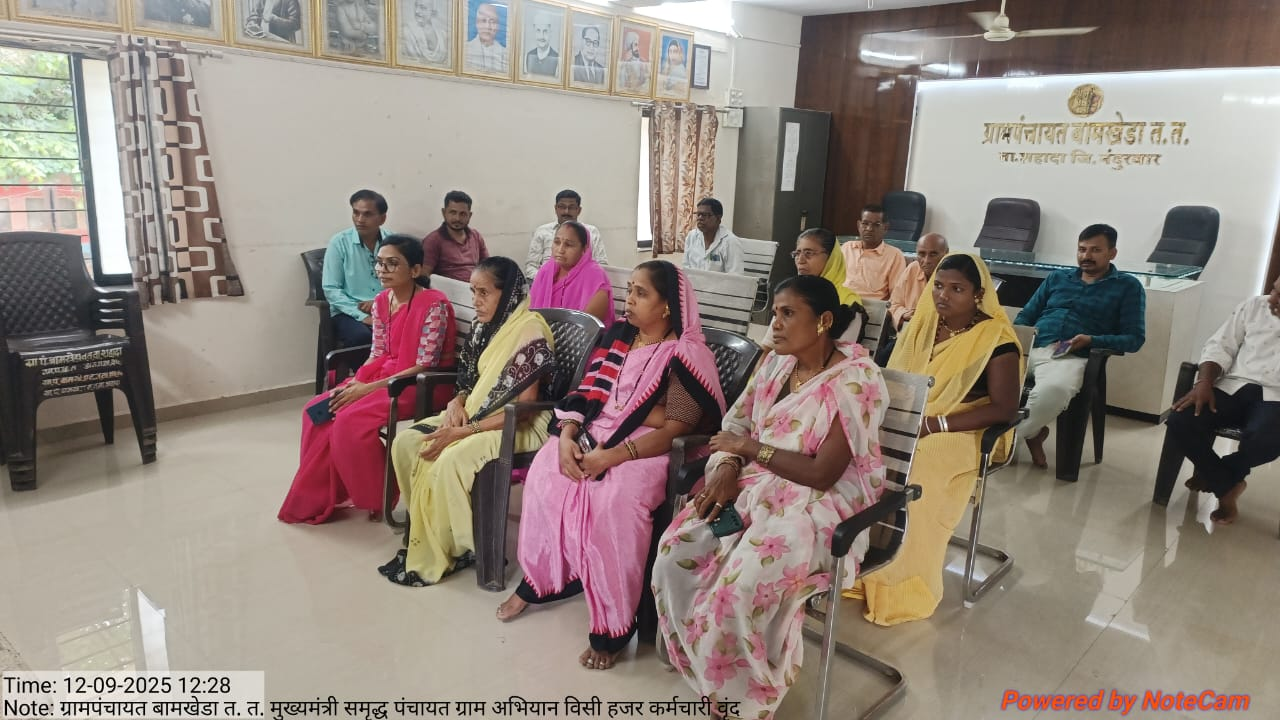 ग्रामपंचायत बामखेडा त.त.
ता.शहादा जि. नंदुरबार
Time: 12-09-2025 12:28
Note: ग्रामपंचायत बामखेडा त. त. मुख्यमंत्री समृद्ध पंचायत ग्राम अभियान विसी हजर कर्मचारी वृंद
Powered by NoteCam